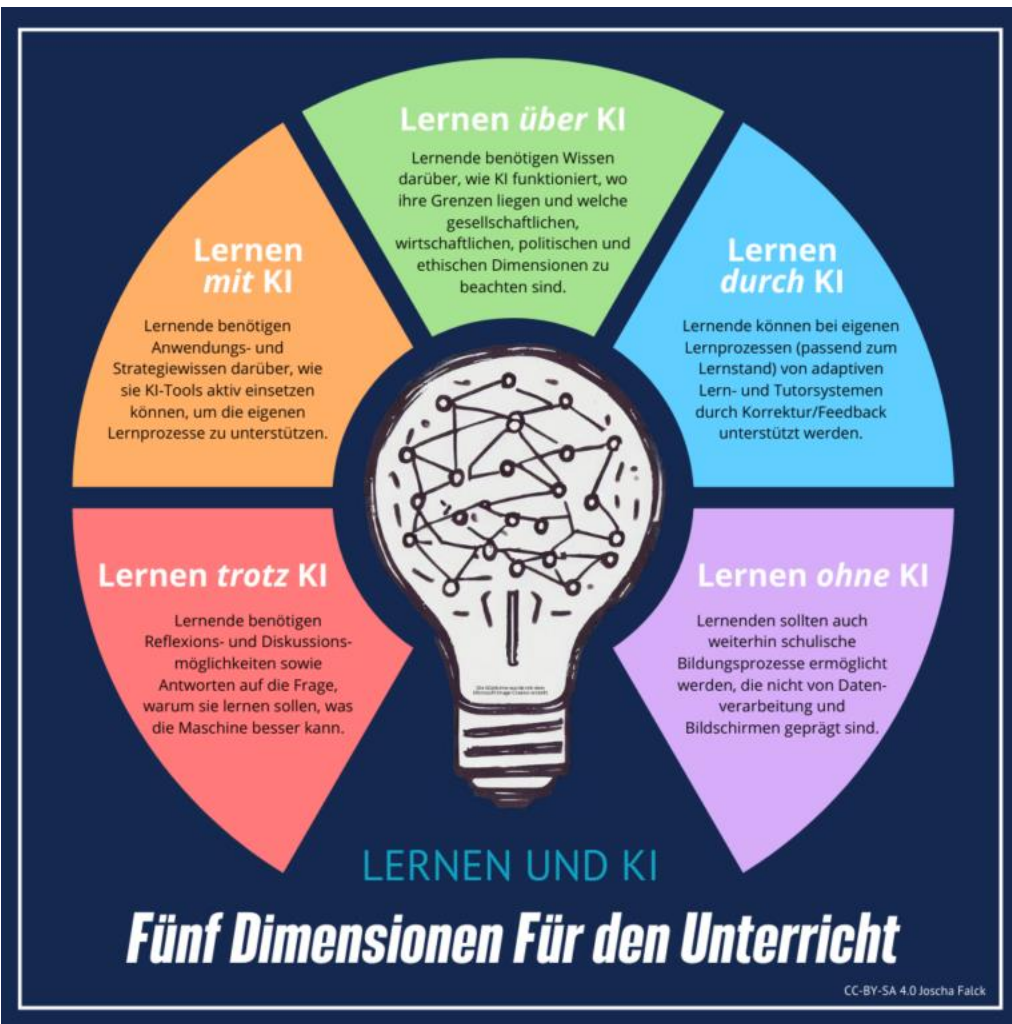 Lernen über KI
Lernende benötigen Wissen
darüber, wie KI funktioniert, wo
ihre Grenzen liegen und welche
gesellschaftlichen,
wirtschaftlichen, politischen und
ethischen Dimensionen zu
beachten sind.
Lernen
mit KI
Lernende benötigen
Anwendungs- und
Strategiewissen darüber, wie
sie KI-Tools aktiv einsetzen
können, um die eigenen
Lernprozesse zu unterstützen.
Lernen
durch KI
Lernende können bei eigenen
Lernprozessen (passend zum
Lernstand) von adaptiven
Lern- und Tutorsystemen
durch Korrektur/Feedback
unterstützt werden.
Lernen trotz KI
Lernende benötigen
Reflexions- und Diskussions-
möglichkeiten sowie
Antworten auf die Frage,
warum sie lernen sollen, was
die Maschine besser kann.
Lernen ohne KI
Lernenden sollten auch
weiterhin schulische
Bildungsprozesse ermöglicht
werden, die nicht von Daten-
verarbeitung und
Bildschirmen geprägt sind.
LERNEN UND KI
Fünf Dimensionen Für den Unterricht
CC-BY-SA 4.0 Joscha Falck